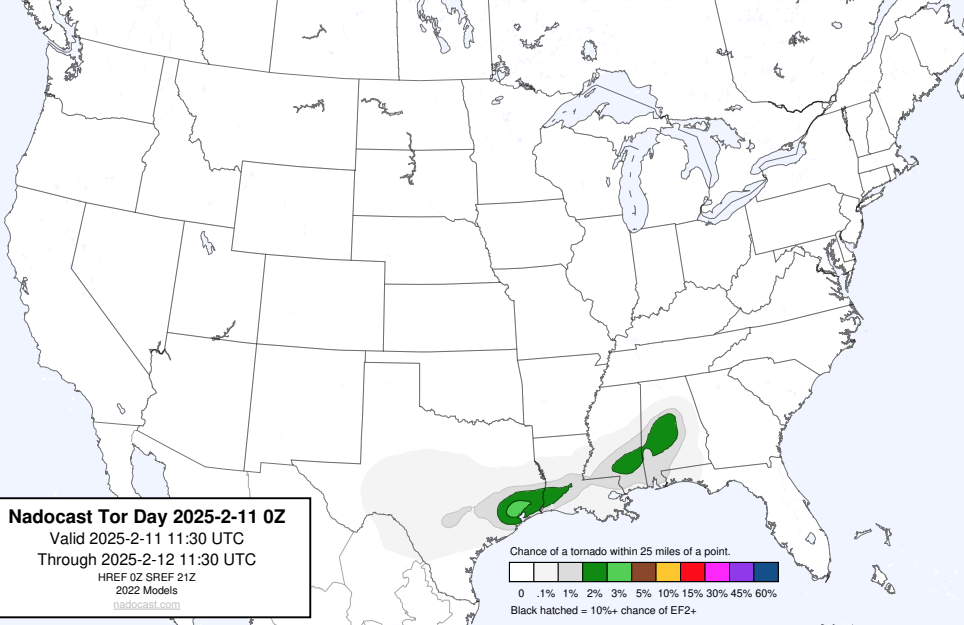 Nadocast Tor Day 2025-2-11 0Z
Valid 2025-2-11 11:30 UTC
Through 2025-2-12 11:30 UTC
HREF 0Z SREF 21Z
2022 Models
nadocast.com
Chance of a tornado within 25 miles of a point.
0 .1% 1% 2% 3% 5% 10% 15% 30% 45% 60%
Black hatched = 10%+ chance of EF2+